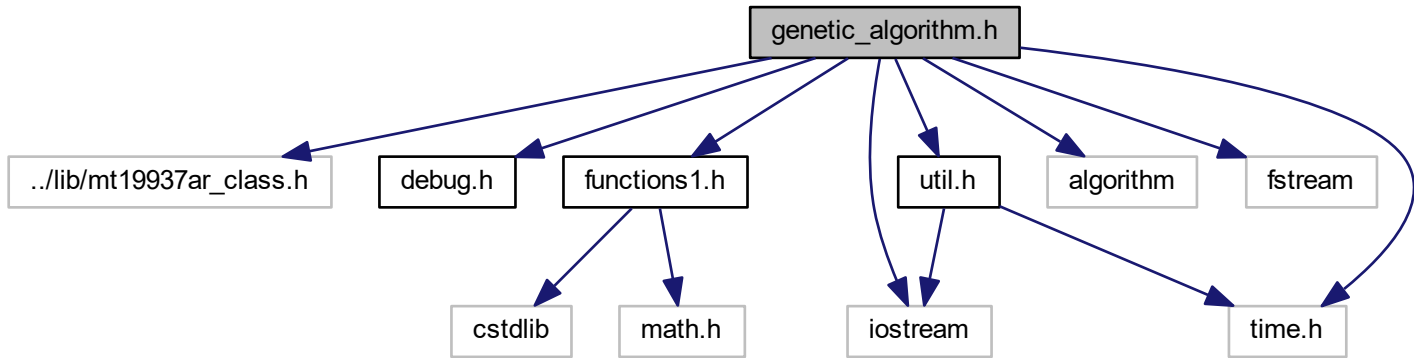 genetic_algorithm.h
../lib/mt19937ar_class.h
debug.h
functions1.h
util.h
algorithm
fstream
cstdlib
math.h
iostream
time.h